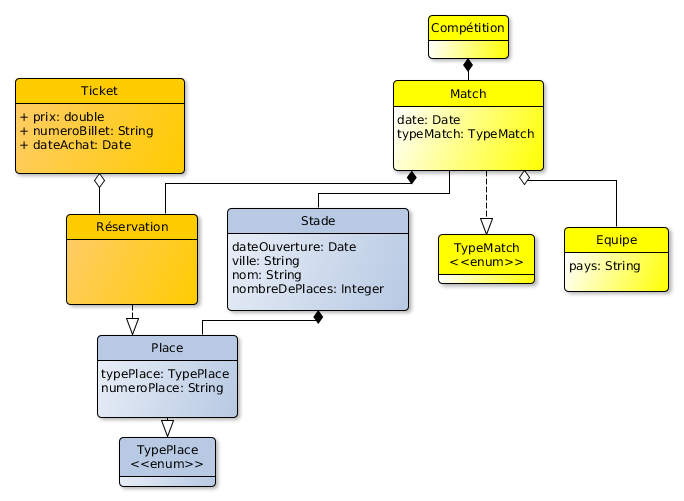 Compétition
Match
date: Date
typeMatch: TypeMatch
Ticket
+ prix: double
+ numeroBillet: String
+ dateAchat: Date
Réservation
Stade
dateOuverture: Date
ville: String
nom: String
nombreDePlaces: Integer
TypeMatch
<<enum>>
Equipe
pays: String
Place
typePlace: TypePlace
numeroPlace: String
TypePlace
<<enum>>